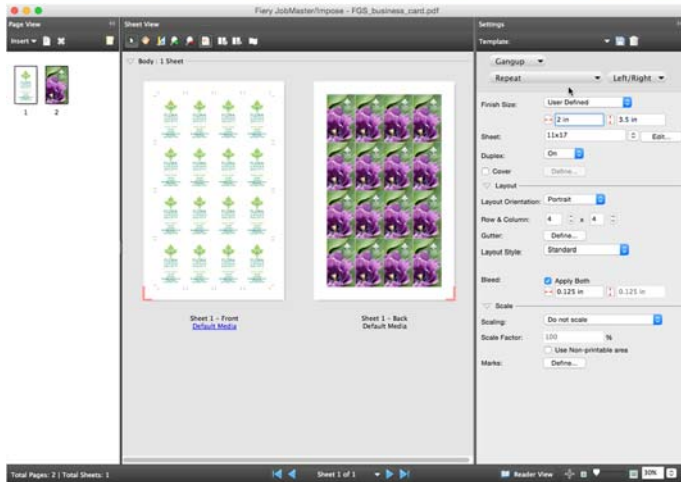 Fiery JobMaster/Impose - FGS_business_card.pdf
Page View
Sheet View
Settings
Insert
Template:
Body : 1 Sheet
Gangup
Repeat
Left/Right
1
2
Finish Size:
User Defined
2 in
3.5 in
Sheet:
11x17
Edit...
Duplex:
On
Cover
Define...
Layout
Layout Orientation:
Portrait
Row & Column:
4
x
4
Gutter:
Define...
Layout Style:
Standard
Bleed:
Apply Both
0.125 in
0.125 in
Scale
Scaling:
Do not scale
Scale Factor:
100
%
Use Non-printable area
Marks:
Define...
Sheet 1 - Front
Default Media
Sheet 1 - Back
Default Media
Total Pages: 2 | Total Sheets: 1
Sheet 1 of 1
Reader View
30%